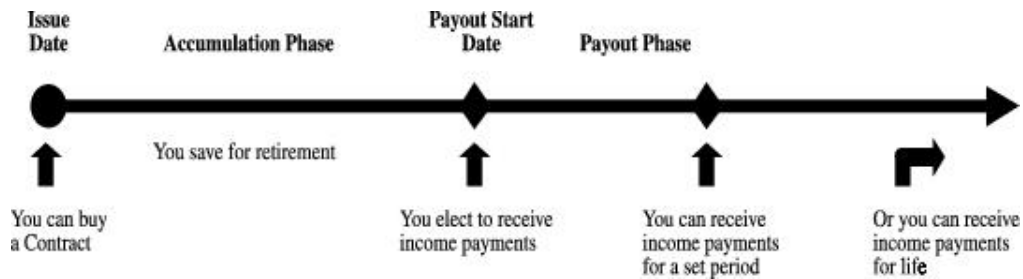 Issue
Date
Accumulation Phase
Payout Start
Date
Payout Phase
You save for retirement
You can buy
a Contract
You elect to receive
income payments
You can receive
income payments
for a set period
Or you can receive
income payments
for life